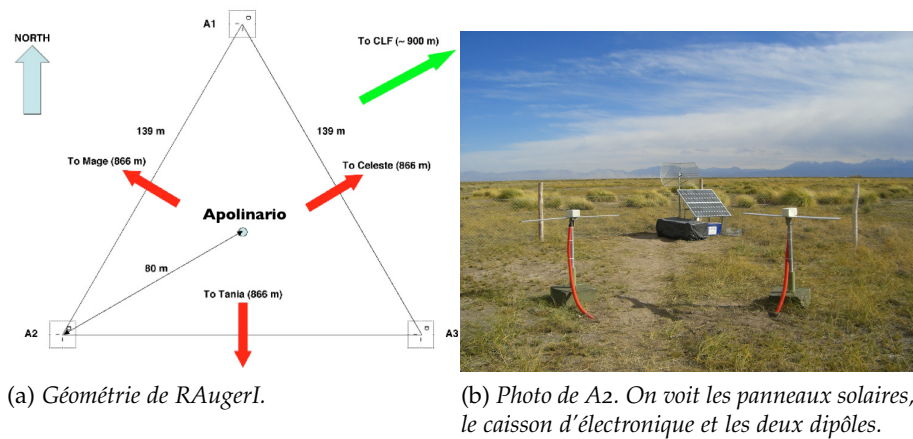 A1
NORTH
To CLF (~ 900 m)
139 m
139 m
To Mage (866 m)
To Celeste (866 m)
Apolinario
80 m
To Tania (866 m)
A2
A3
(a) Géométrie de RAugerI.
(b) Photo de A2. On voit les panneaux solaires,
le caisson d'électronique et les deux dipôles.